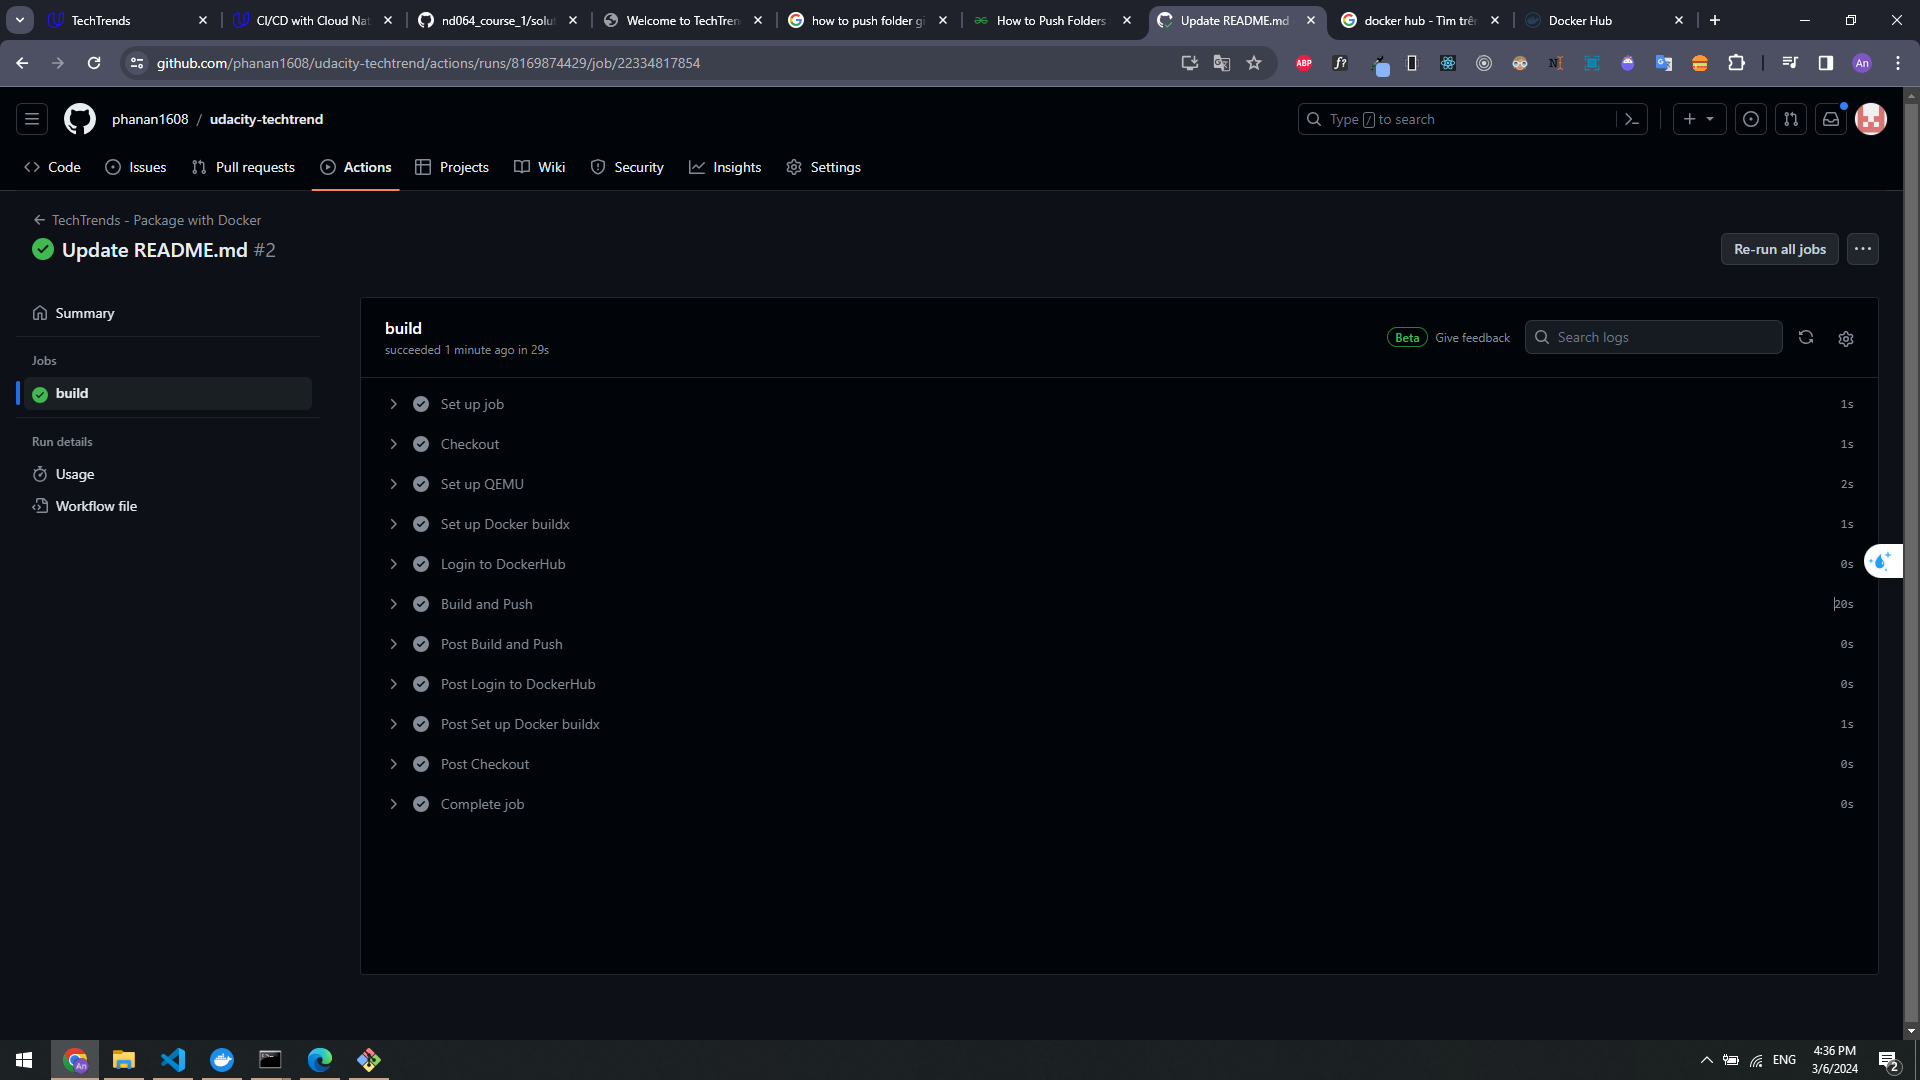 TechTrends
CI/CD with Cloud Nat
nd064_course_1/solut
Welcome to TechTren
how to push folder gi
How to Push Folders
Update README.md
docker hub - Tìm trên
Docker Hub
github.com/phanan1608/udacity-techtrend/actions/runs/8169874429/job/22334817854
ABP
f?
An
phanan1608 / udacity-techtrend
Type / to search
Code
Issues
Pull requests
Actions
Projects
Wiki
Security
Insights
Settings
TechTrends - Package with Docker
Update README.md #2
Re-run all jobs
Summary
Jobs
build
Run details
Usage
Workflow file
build
succeeded 1 minute ago in 29s
Beta
Give feedback
Search logs
Set up job 1s
Checkout 1s
Set up QEMU 2s
Set up Docker buildx 1s
Login to DockerHub 0s
Build and Push 20s
Post Build and Push 0s
Post Login to DockerHub 0s
Post Set up Docker buildx 1s
Post Checkout 0s
Complete job 0s
An
ENG
4:36 PM
3/6/2024
2